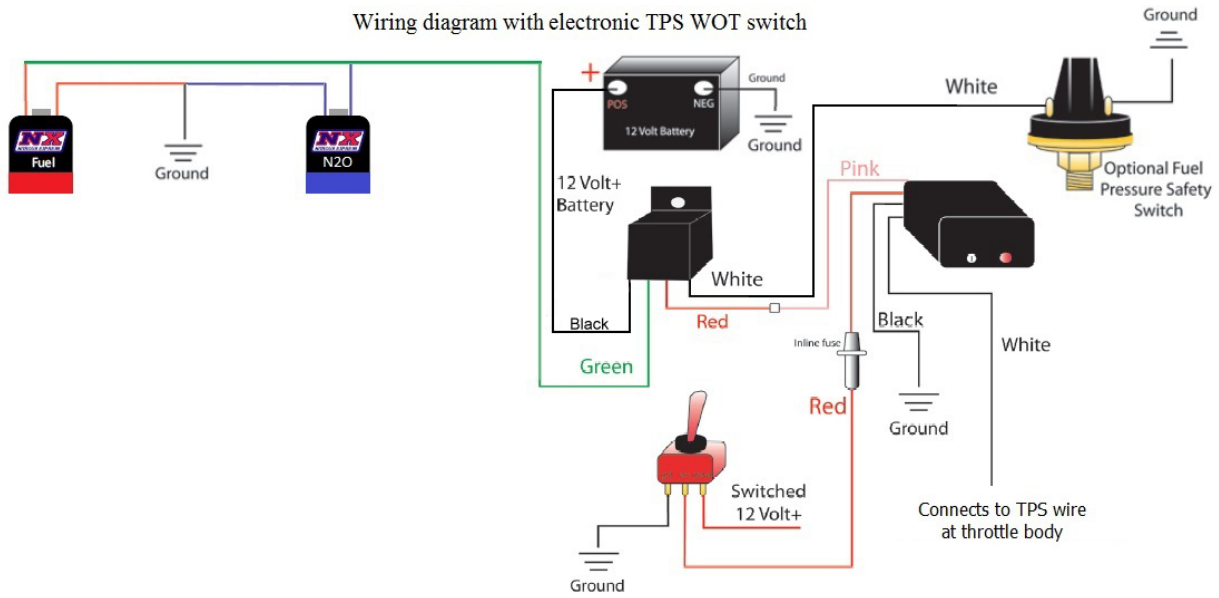 Wiring diagram with electronic TPS WOT switch
Ground
+
POS
NEG
Ground
12 Volt Battery
Ground
White
NX
Fuel
NX
N2O
Ground
12 Volt+
Battery
Pink
Optional Fuel
Pressure Safety
Switch
White
Red
Black
Black
White
Inline fuse
Green
Red
Ground
Switched
12 Volt+
Connects to TPS wire
at throttle body
Ground